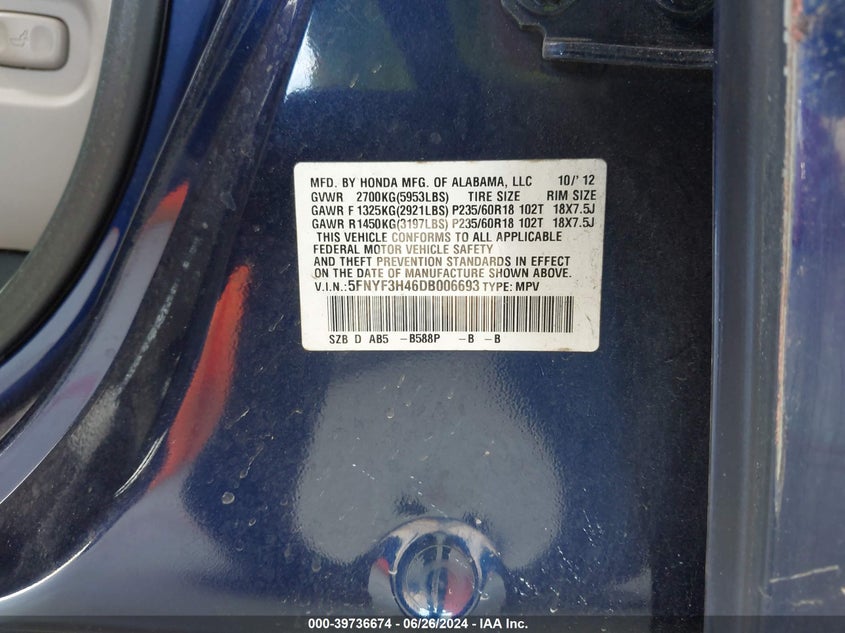 MFD. BY HONDA MFG. OF ALABAMA, LLC 10/' 12
GVWR 2700KG(5953LBS) TIRE SIZE RIM SIZE
GAWR F 1325KG(2921LBS) P235/60R18 102T 18X7.5J
GAWR R1450KG(3197LBS) P235/60R18 102T 18X7.5J
THIS VEHICLE CONFORMS TO ALL APPLICABLE
FEDERAL MOTOR VEHICLE SAFETY
AND THEFT PREVENTION STANDARDS IN EFFECT
ON THE DATE OF MANUFACTURE SHOWN ABOVE.
V.I.N.:5FNYF3H46DB006693 TYPE: MPV
SZB D AB5 -B588P -B -B
000-39736674 - 06/26/2024 - IAA Inc.